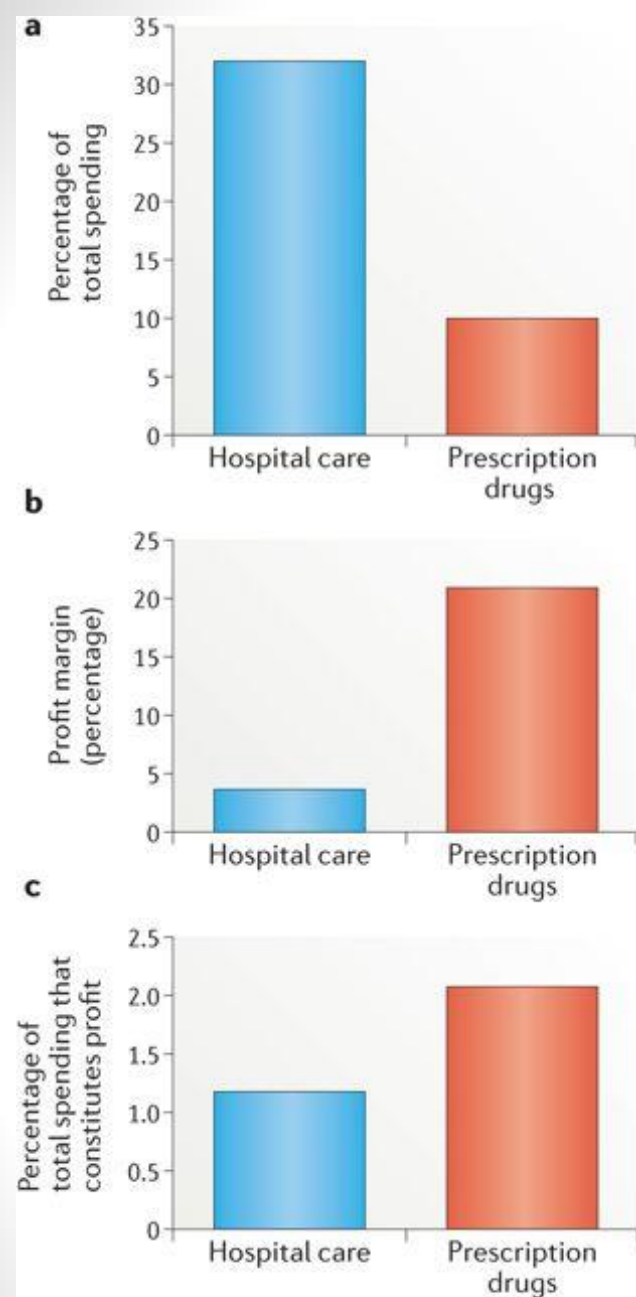 a
Percentage of
total spending
35
30
25
20
15
10
5
0
Hospital care
Prescription
drugs
b
Profit margin
(percentage)
25
20
15
10
5
0
Hospital care
Prescription
drugs
c
Percentage of
total spending that
constitutes profit
2.5
2.0
1.5
1.0
0.5
0
Hospital care
Prescription
drugs